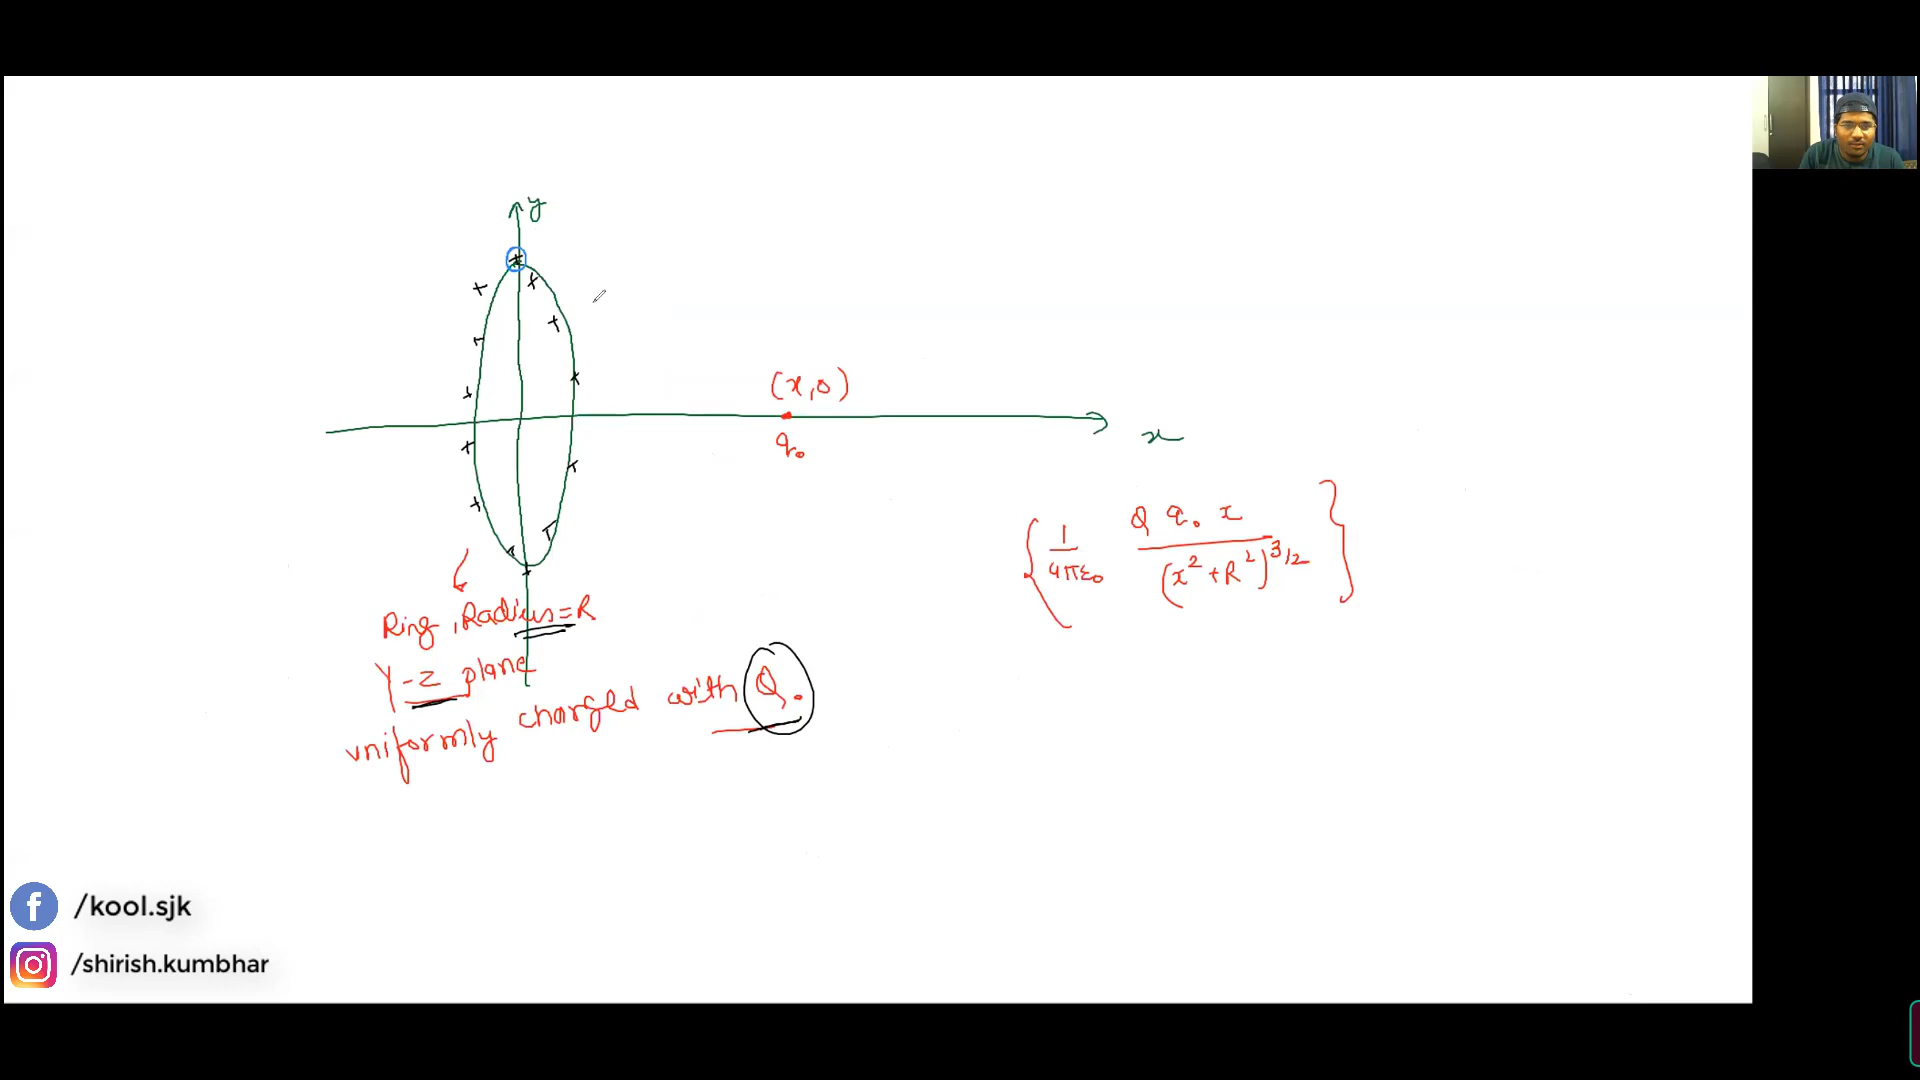 y
(x,0)
q₀
x
{ 1/4πε₀ Q q₀ x/(x²+R²)^3/2 }
Ring, Radius=R
Y-Z plane
uniformly charged with Q.
/kool.sjk
/shirish.kumbhar